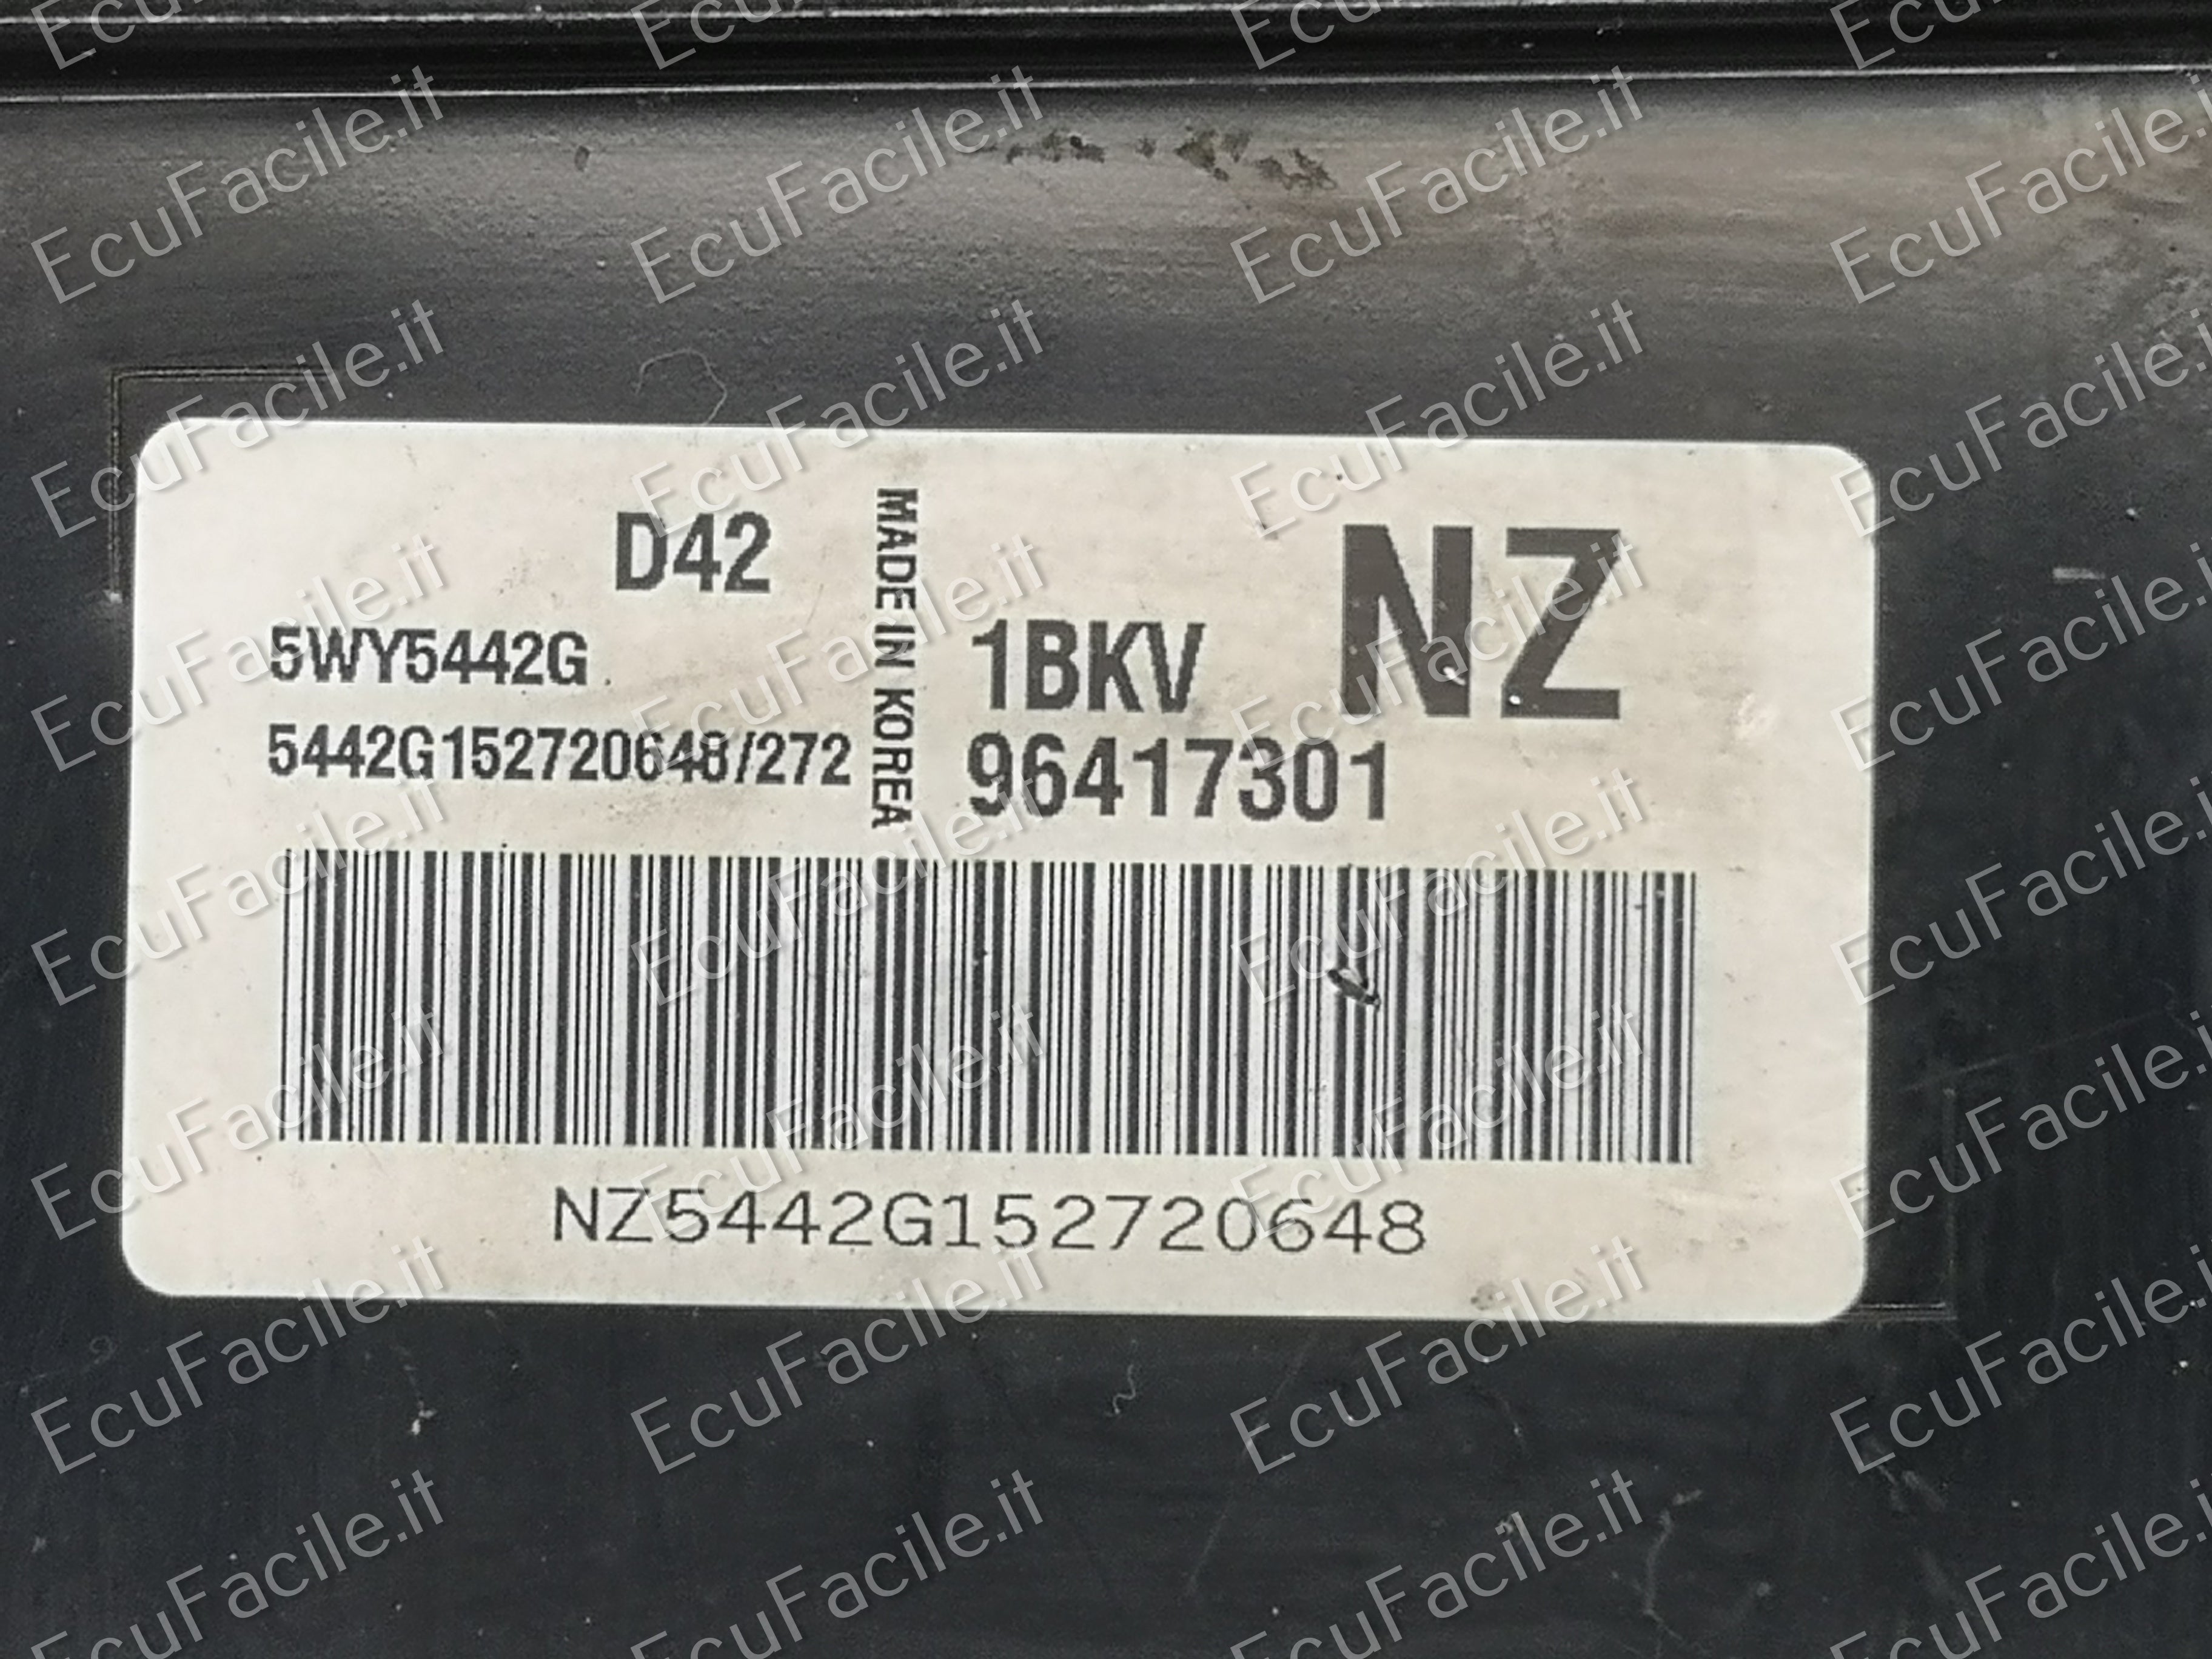 D42
5WY5442G
5442G152720648/272
MADE IN KOREA
NZ
1BKV
96417301
NZ5442G152720648
EcuFacile.it